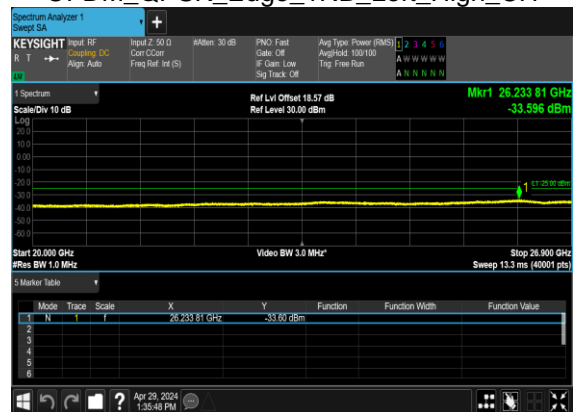 Spectrum Analyzer 1
Swept SA
+
KEYSIGHT
R T
LU
Input: RF
Coupling: DC
Align: Auto
Input Z: 50 Ω
Corr CCorr
Freq Ref: Int (S)
#Atten: 30 dB
PNO: Fast
Gate: Off
IF Gain: Low
Sig Track: Off
Avg Type: Power (RMS)
Avg|Hold: 100/100
Trig: Free Run
1 2 3 4 5 6
A W W W W W
A N N N N N
1 Spectrum
Scale/Div 10 dB
Ref Lvl Offset 18.57 dB
Ref Level 30.00 dBm
Mkr1 26.233 81 GHz
-33.596 dBm
Log
20.0
10.0
0.00
-10.0
-20.0
-30.0
-40.0
-50.0
-60.0
1
DL1 -25.00 dBm
Start 20.000 GHz
#Res BW 1.0 MHz
Video BW 3.0 MHz*
Stop 26.900 GHz
Sweep 13.3 ms (40001 pts)
5 Marker Table
Mode Trace Scale X Y Function Function Width Function Value
1 N 1 f 26.233 81 GHz -33.60 dBm
2
3
4
5
6
?
Apr 29, 2024
1:35:48 PM